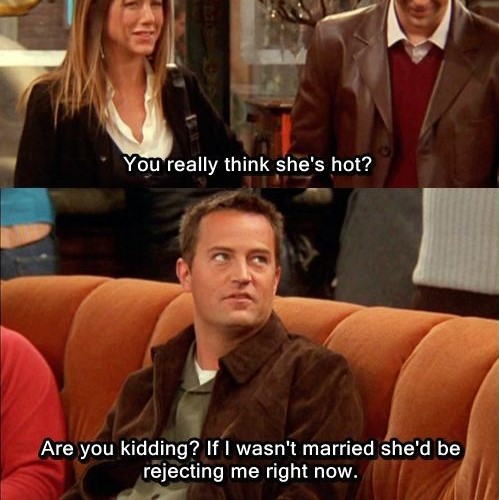 You really think she's hot?
Are you kidding? If I wasn't married she'd be
rejecting me right now.